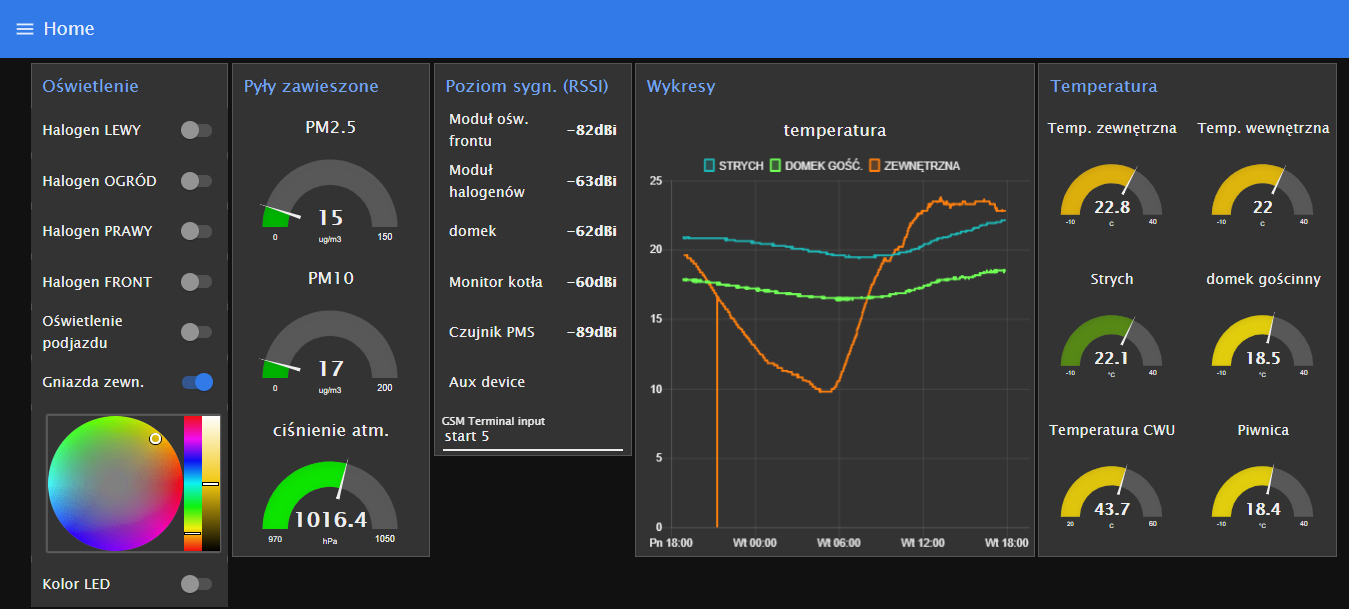 Home
Oświetlenie
Halogen LEWY
Halogen OGRÓD
Halogen PRAWY
Halogen FRONT
Oświetlenie
podjazdu
Gniazda zewn.
Kolor LED
Pyły zawieszone
PM2.5
15
0
ug/m3
150
PM10
17
0
ug/m3
200
ciśnienie atm.
1016.4
970
hPa
1050
Poziom sygn. (RSSI)
Moduł ośw.
frontu
-82dBi
Moduł
halogenów
-63dBi
domek
-62dBi
Monitor kotła
-60dBi
Czujnik PMS
-89dBi
Aux device
GSM Terminal input
start 5
Wykresy
temperatura
STRYCH DOMEK GOŚĆ. ZEWNĘTRZNA
25
20
15
10
5
0
Pn 18:00 Wt 00:00 Wt 06:00 Wt 12:00 Wt 18:00
Temperatura
Temp. zewnętrzna
22.8
-10
c
40
Temp. wewnętrzna
22
-10
c
40
Strych
22.1
-10
°C
40
domek gościnny
18.5
-10
°C
40
Temperatura CWU
43.7
20
c
60
Piwnica
18.4
-10
°C
40